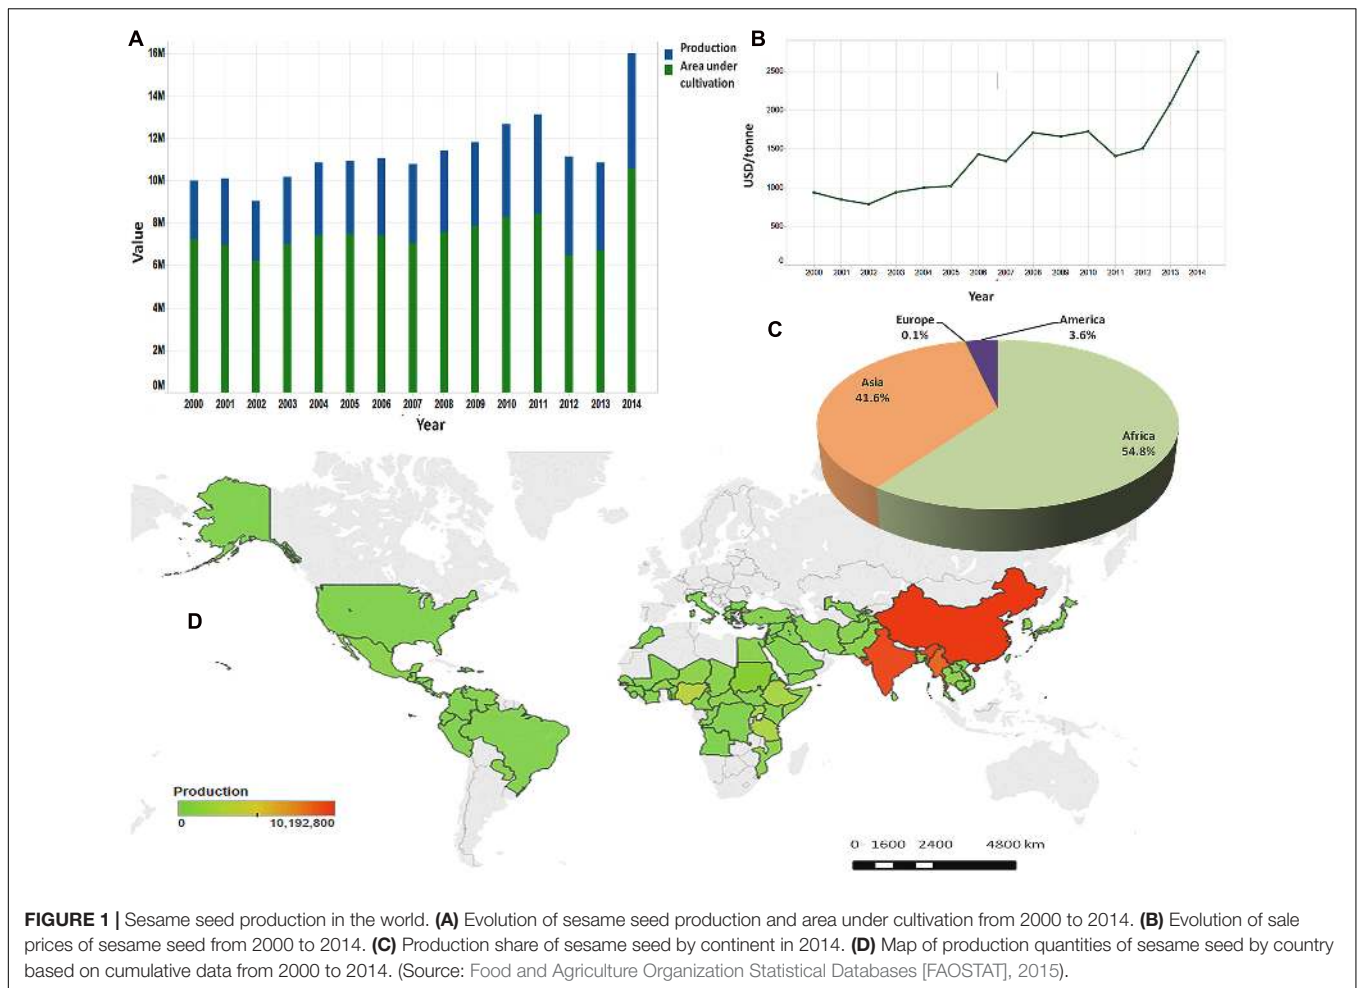 A
Value
16M
14M
12M
10M
8M
6M
4M
2M
0M
2000 2001 2002 2003 2004 2005 2006 2007 2008 2009 2010 2011 2012 2013 2014
Year
Production
Area under
cultivation
B
USD/tonne
2500
2000
1500
1000
500
0
2000 2001 2002 2003 2004 2005 2006 2007 2008 2009 2010 2011 2012 2013 2014
Year
C
Europe
0.1%
America
3.6%
Asia
41.6%
Africa
54.8%
D
Production
0 10,192,800
0 1600 2400 4800 km
FIGURE 1 | Sesame seed production in the world. (A) Evolution of sesame seed production and area under cultivation from 2000 to 2014. (B) Evolution of sale
prices of sesame seed from 2000 to 2014. (C) Production share of sesame seed by continent in 2014. (D) Map of production quantities of sesame seed by country
based on cumulative data from 2000 to 2014. (Source: Food and Agriculture Organization Statistical Databases [FAOSTAT], 2015).